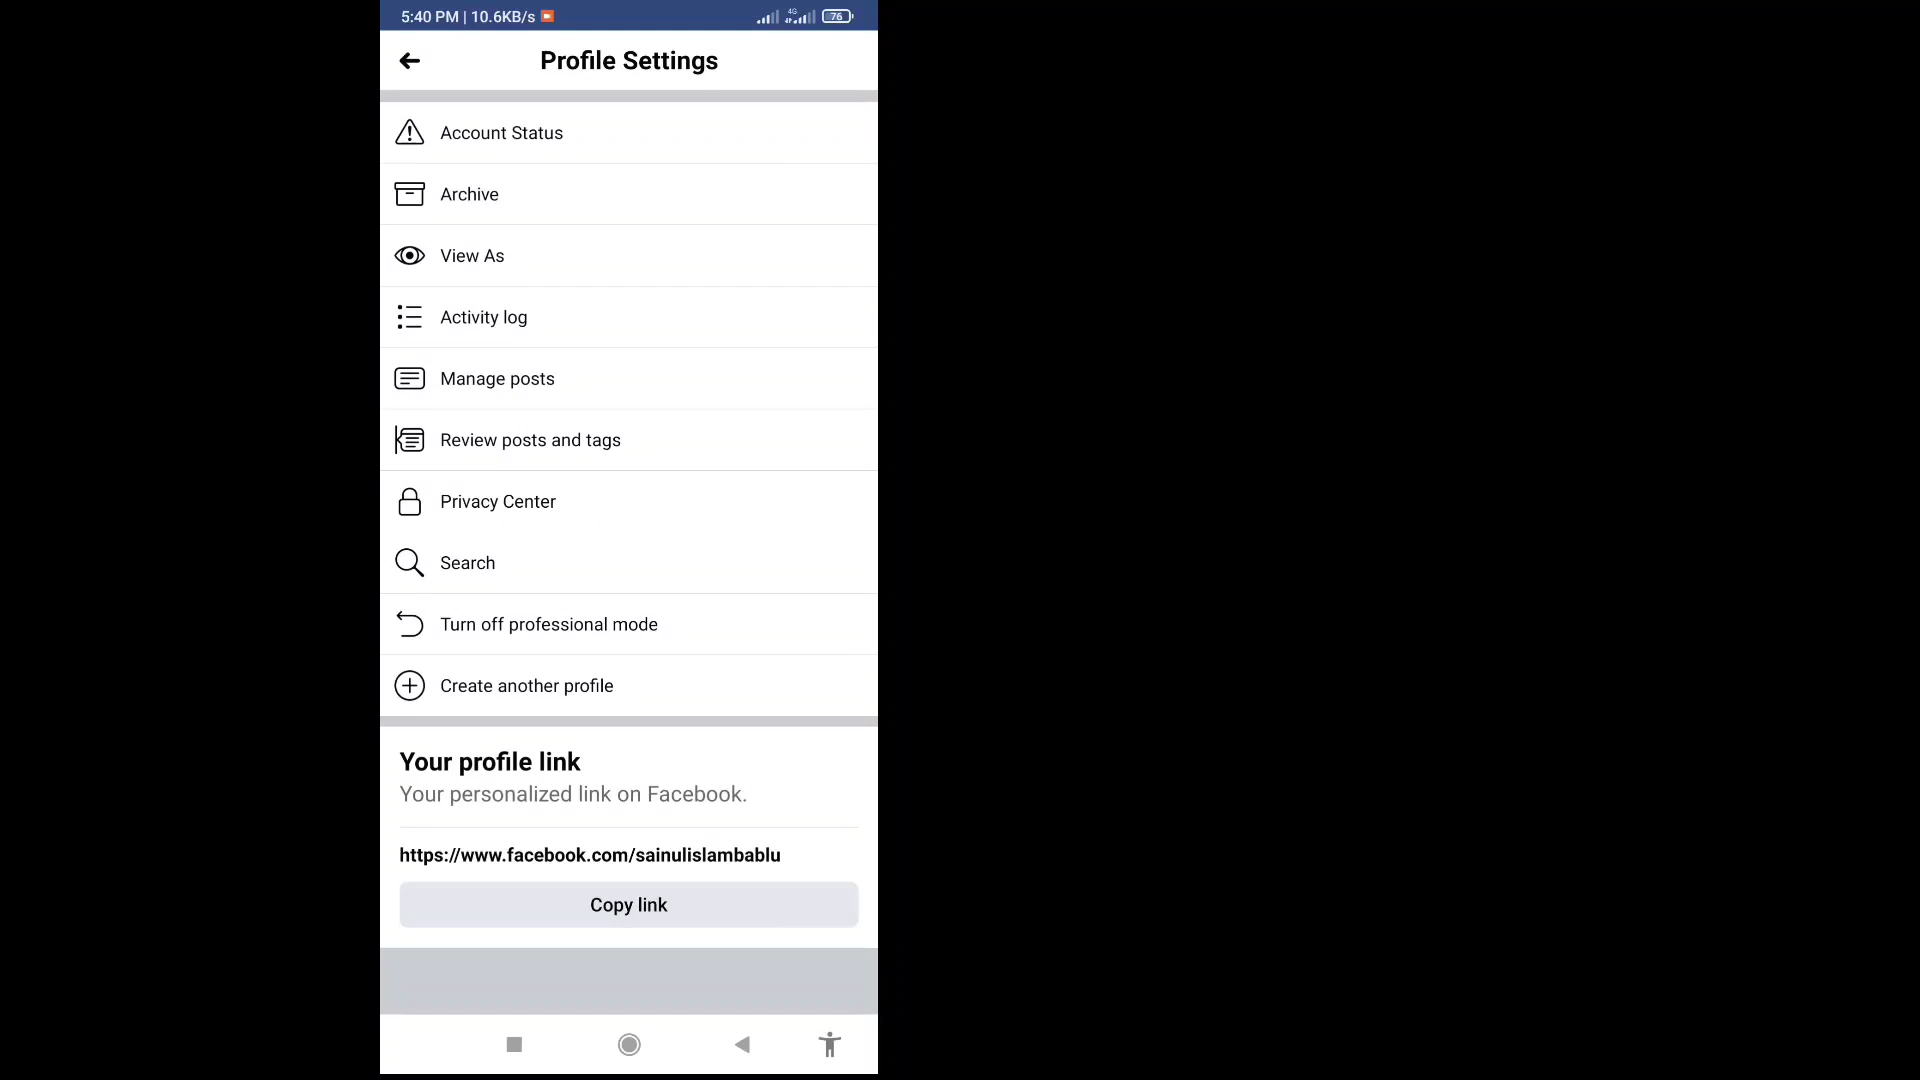 5:40 PM | 10.6KB/s
4G
76
Profile Settings
Account Status
Archive
View As
Activity log
Manage posts
Review posts and tags
Privacy Center
Search
Turn off professional mode
Create another profile
Your profile link
Your personalized link on Facebook.
https://www.facebook.com/sainulislambablu
Copy link